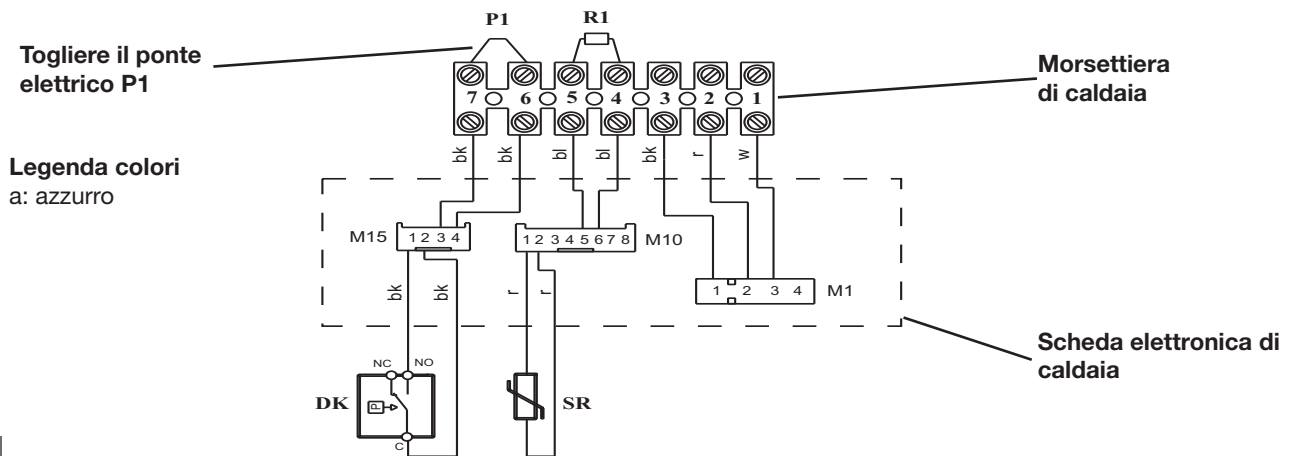 P1
R1
Togliere il ponte
elettrico P1
Morsettiera
di caldaia
7 6 5 4 3 2 1
bk bk bl bl bk r w
Legenda colori
a: azzurro
M15 1 2 3 4
1 2 3 4 5 6 7 8 M10
1 2 3 4 M1
bk bk r r
Scheda elettronica di
caldaia
NC NO
DK P SR
C